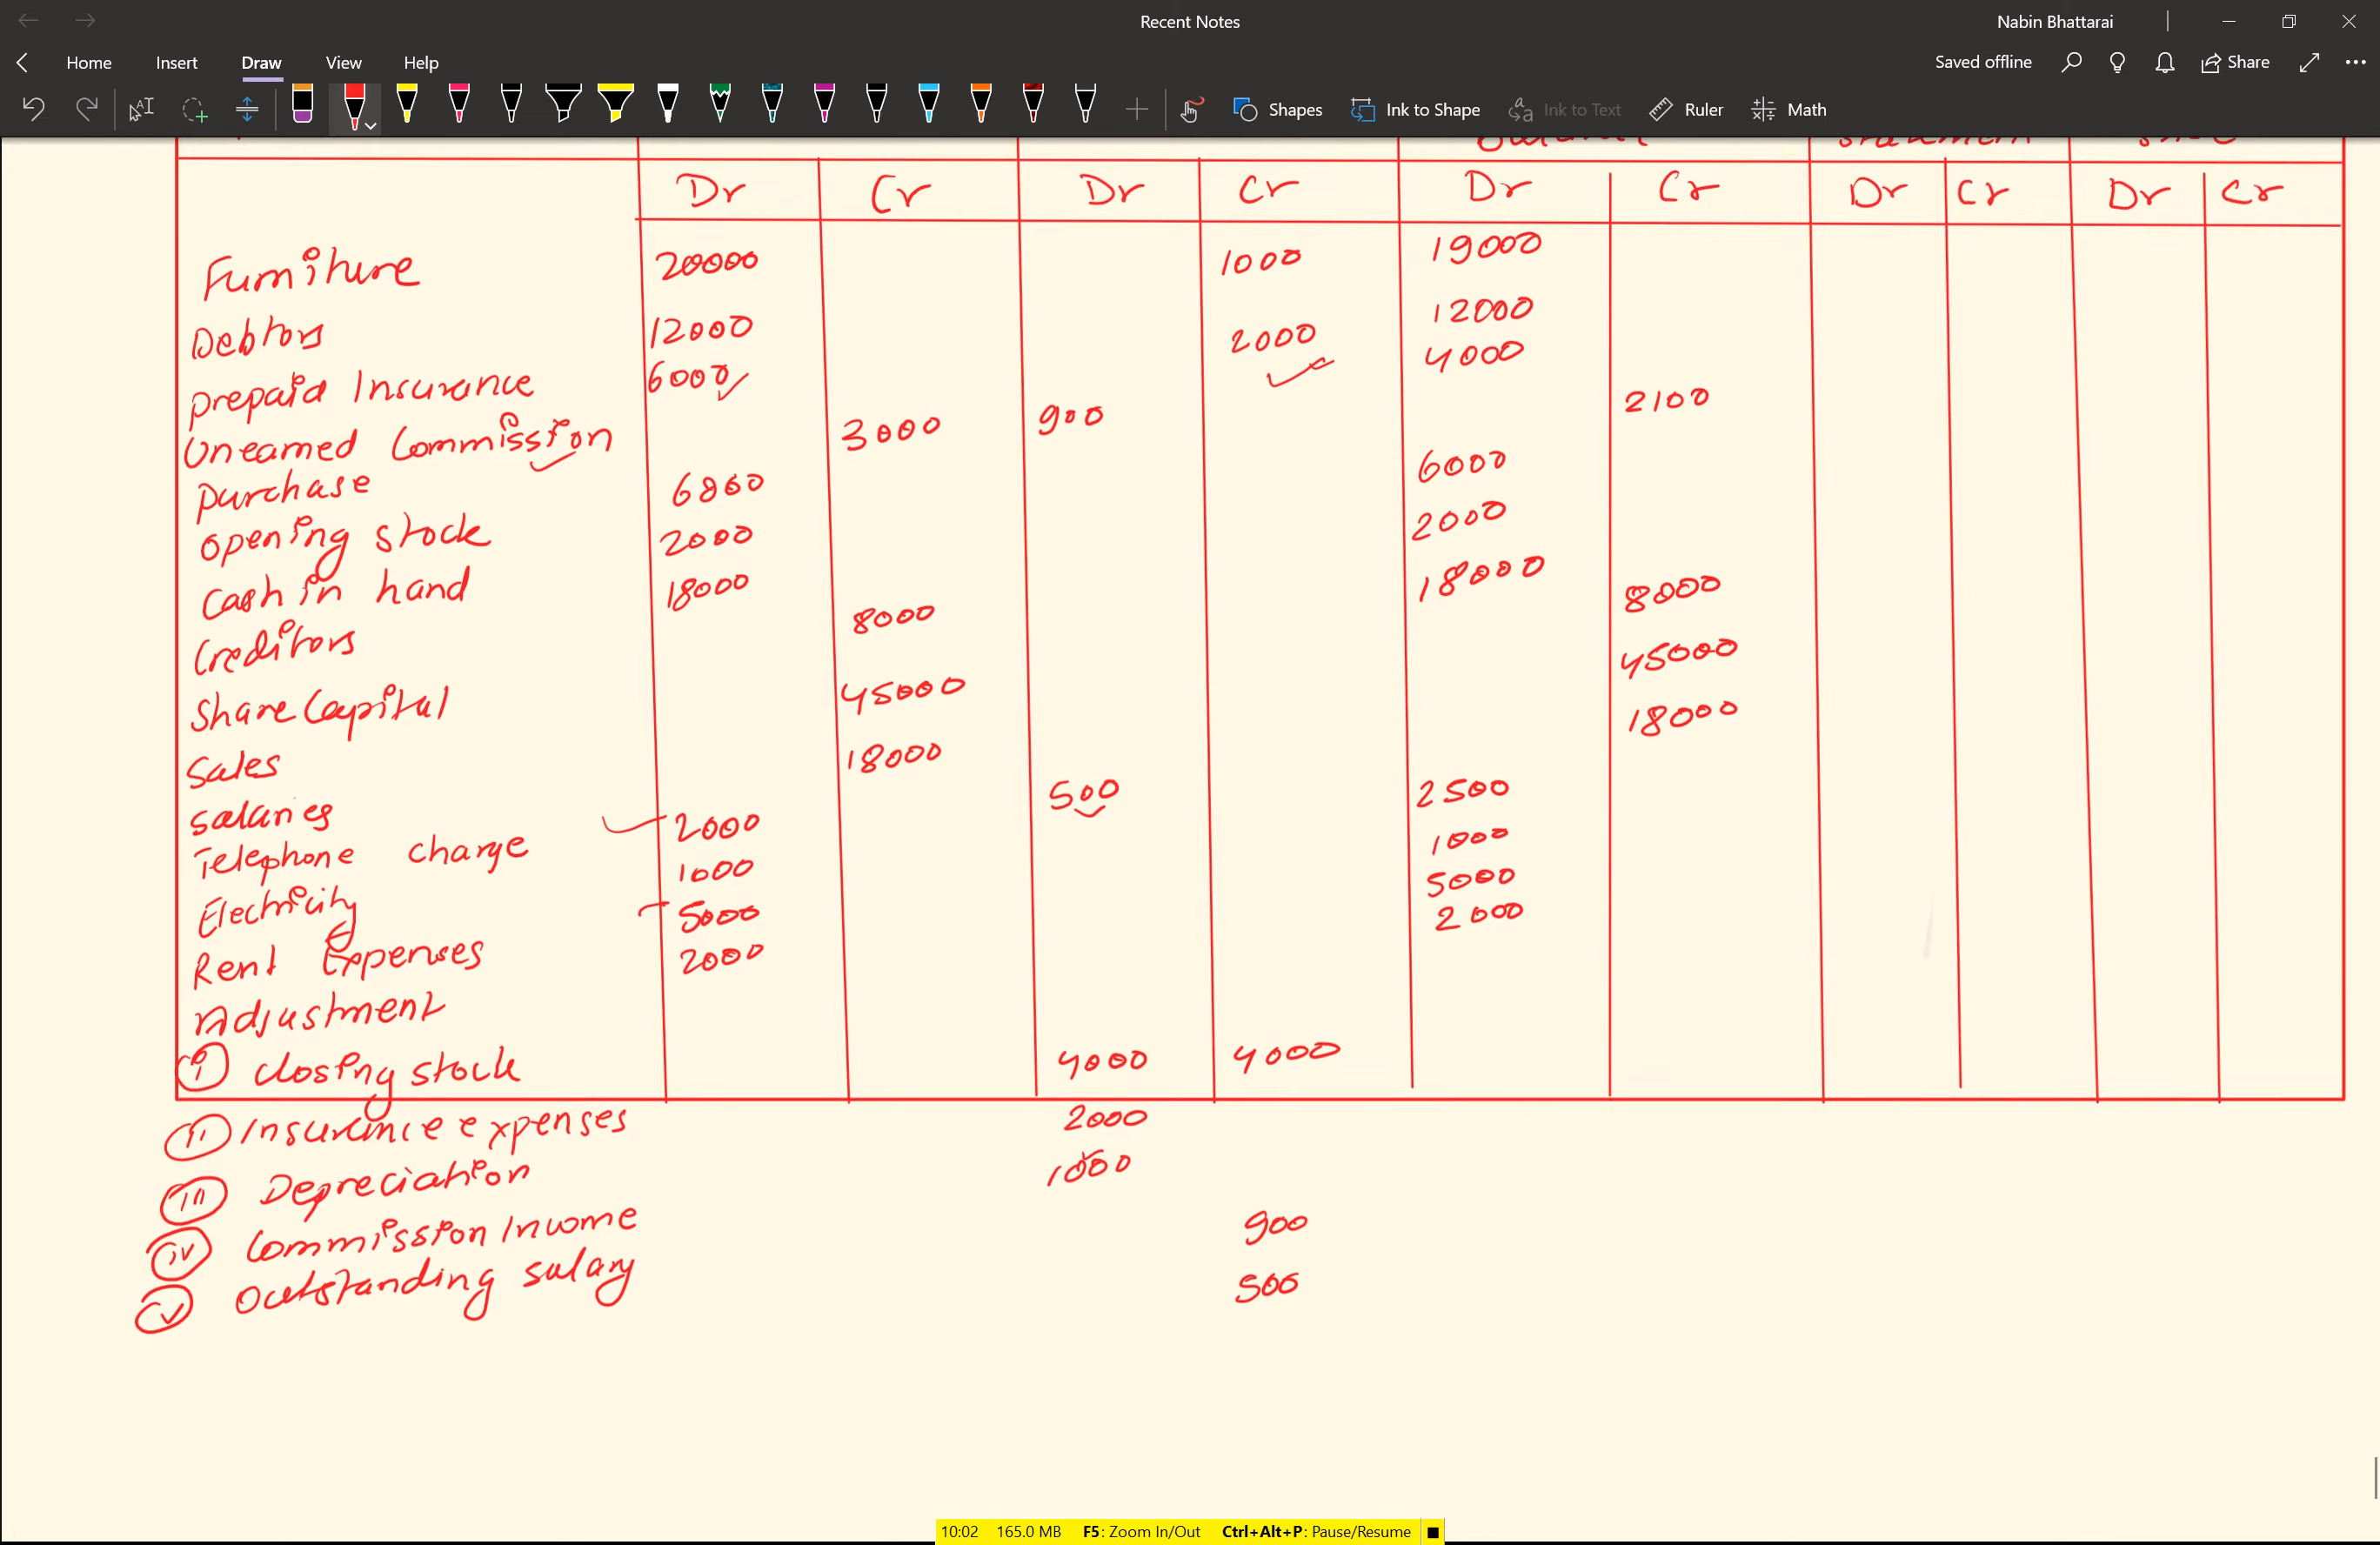 Recent Notes Nabin Bhattarai
Home Insert Draw View Help Saved offline Share
Shapes Ink to Shape Ink to Text Ruler Math
Dr Cr Dr Cr Dr Cr Dr Cr Dr Cr
Furniture 20000 1000 19000
Debtors 12000 12000
prepaid Insurance 6000 2000 4000
Unearned Commission 3000 900 2100
purchase 6000 6000
opening stock 2000 2000
Cash in hand 18000 18000
Creditors 8000 8000
Share Capital 45000 45000
Sales 18000 18000
Salaries 2000 500 2500
Telephone charge 1000 1000
Electricity 5000 5000
Rent Expenses 2000 2000
Adjustment
i closing stock 4000 4000
ii Insurance expenses 2000
iii Depreciation 1000
iv Commission Income 900
v Outstanding salary 500
10:02 165.0 MB F5: Zoom In/Out Ctrl+Alt+P: Pause/Resume